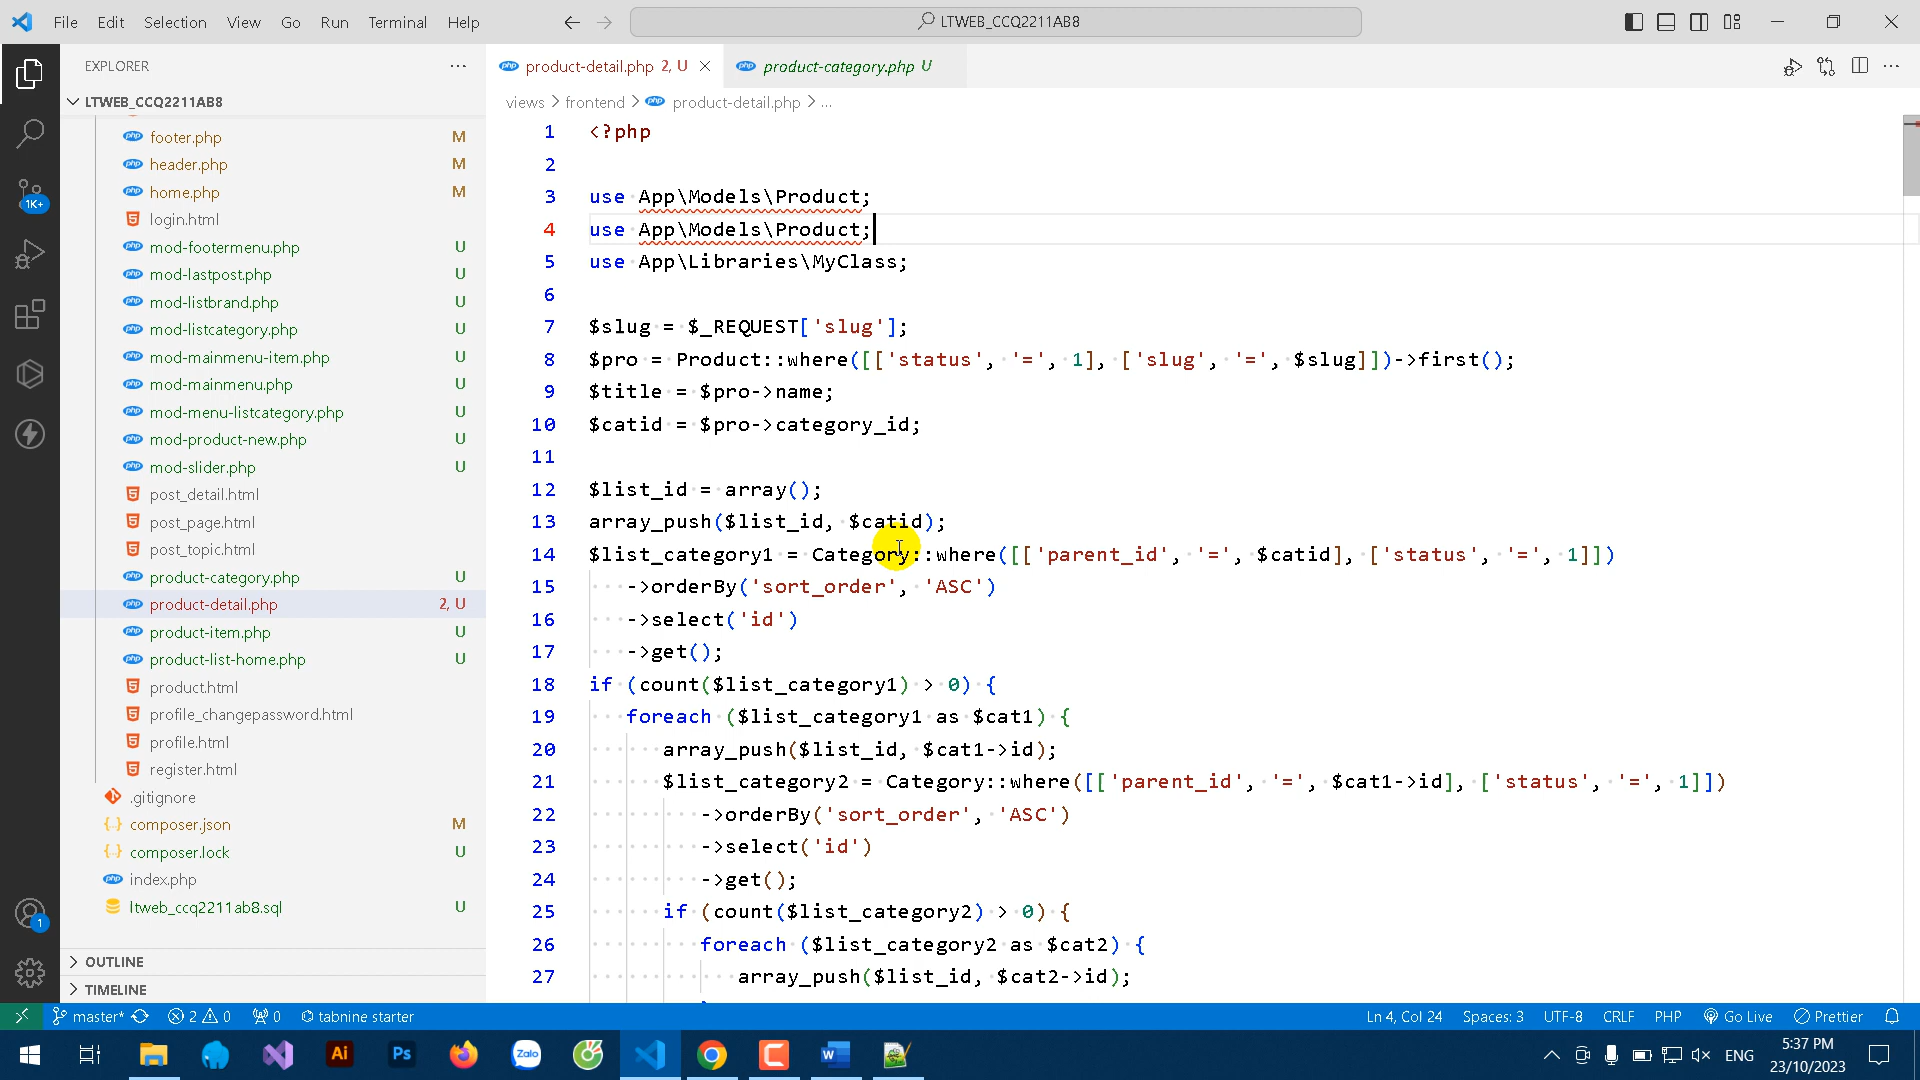 File Edit Selection View Go Run Terminal Help
LTWEB_CCQ2211AB8
EXPLORER
LTWEB_CCQ2211AB8
footer.php M
header.php M
home.php M
login.html
mod-footermenu.php U
mod-lastpost.php U
mod-listbrand.php U
mod-listcategory.php U
mod-mainmenu-item.php U
mod-mainmenu.php U
mod-menu-listcategory.php U
mod-product-new.php U
mod-slider.php U
post_detail.html
post_page.html
post_topic.html
product-category.php U
product-detail.php 2, U
product-item.php U
product-list-home.php U
product.html
profile_changepassword.html
profile.html
register.html
.gitignore
composer.json M
composer.lock U
index.php
ltweb_ccq2211ab8.sql U
OUTLINE
TIMELINE
1K+
1
product-detail.php 2, U
product-category.php U
views > frontend > product-detail.php > ...
1 <?php
2
3 use App\Models\Product;
4 use App\Models\Product;
5 use App\Libraries\MyClass;
6
7 $slug = $_REQUEST['slug'];
8 $pro = Product::where([['status', '=', 1], ['slug', '=', $slug]])->first();
9 $title = $pro->name;
10 $catid = $pro->category_id;
11
12 $list_id = array();
13 array_push($list_id, $catid);
14 $list_category1 = Category::where([['parent_id', '=', $catid], ['status', '=', 1]])
15 ->orderBy('sort_order', 'ASC')
16 ->select('id')
17 ->get();
18 if (count($list_category1) > 0) {
19 foreach ($list_category1 as $cat1) {
20 array_push($list_id, $cat1->id);
21 $list_category2 = Category::where([['parent_id', '=', $cat1->id], ['status', '=', 1]])
22 ->orderBy('sort_order', 'ASC')
23 ->select('id')
24 ->get();
25 if (count($list_category2) > 0) {
26 foreach ($list_category2 as $cat2) {
27 array_push($list_id, $cat2->id);
master* 2 0 0 tabnine starter
Ln 4, Col 24 Spaces: 3 UTF-8 CRLF PHP Go Live Prettier
Ai Ps Zalo
ENG
5:37 PM
23/10/2023